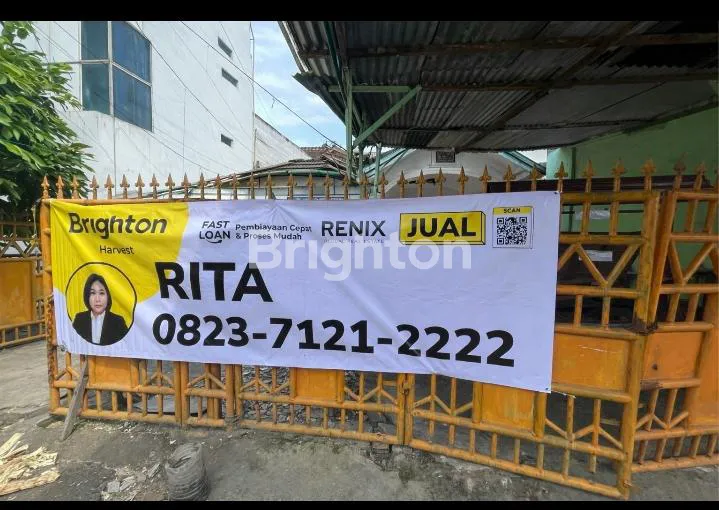 Brighton
Harvest
FAST
LOAN
Pembiayaan Cepat
& Proses Mudah
RENIX
JUAL
SCAN
Brighton
RITA
0823-7121-2222